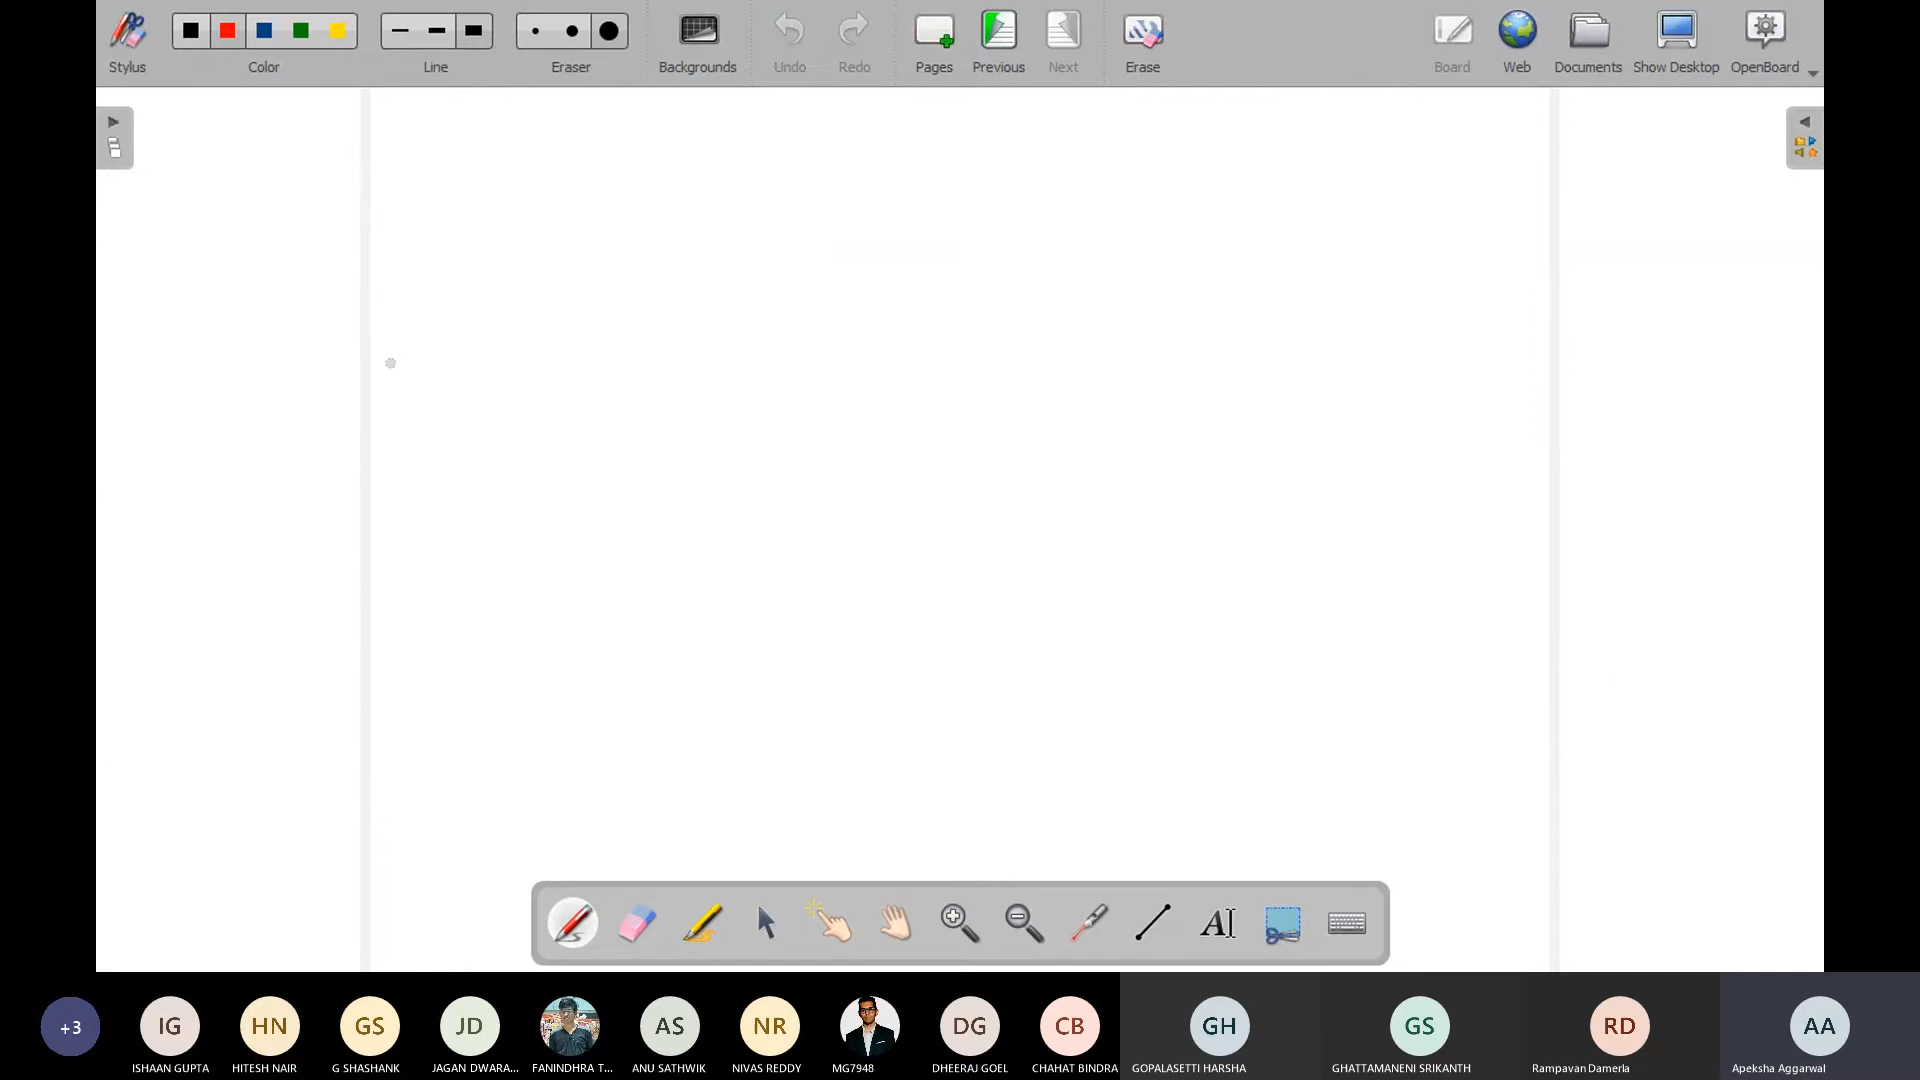 Stylus
Color
Line
Eraser
Backgrounds
Undo
Redo
Pages
Previous
Next
Erase
Board
Web
Documents
Show Desktop
OpenBoard
AI
+3
IG
HN
GS
JD
AS
NR
DG
CB
GH
GS
RD
AA
ISHAAN GUPTA
HITESH NAIR
G SHASHANK
JAGAN DWARA...
FANINDHRA T...
ANU SATHWIK
NIVAS REDDY
MG7948
DHEERAJ GOEL
CHAHAT BINDRA
GOPALASETTI HARSHA
GHATTAMANENI SRIKANTH
Rampavan Damerla
Apeksha Aggarwal